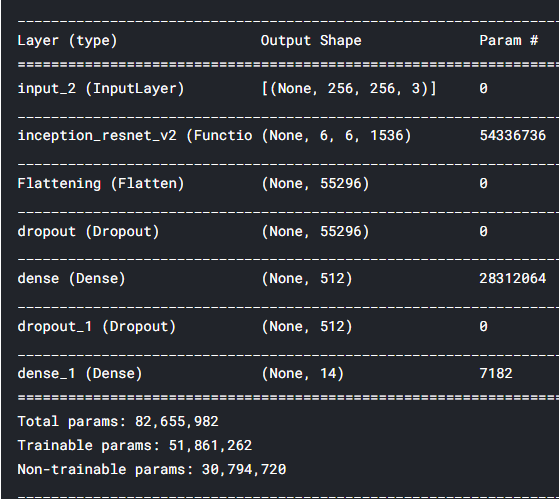 _________________________________________________________________
Layer (type)                 Output Shape              Param #
=================================================================
input_2 (InputLayer)         [(None, 256, 256, 3)]     0
_________________________________________________________________
inception_resnet_v2 (Functio (None, 6, 6, 1536)        54336736
_________________________________________________________________
Flattening (Flatten)         (None, 55296)             0
_________________________________________________________________
dropout (Dropout)            (None, 55296)             0
_________________________________________________________________
dense (Dense)                (None, 512)               28312064
_________________________________________________________________
dropout_1 (Dropout)          (None, 512)               0
_________________________________________________________________
dense_1 (Dense)              (None, 14)                7182
=================================================================
Total params: 82,655,982
Trainable params: 51,861,262
Non-trainable params: 30,794,720
_________________________________________________________________